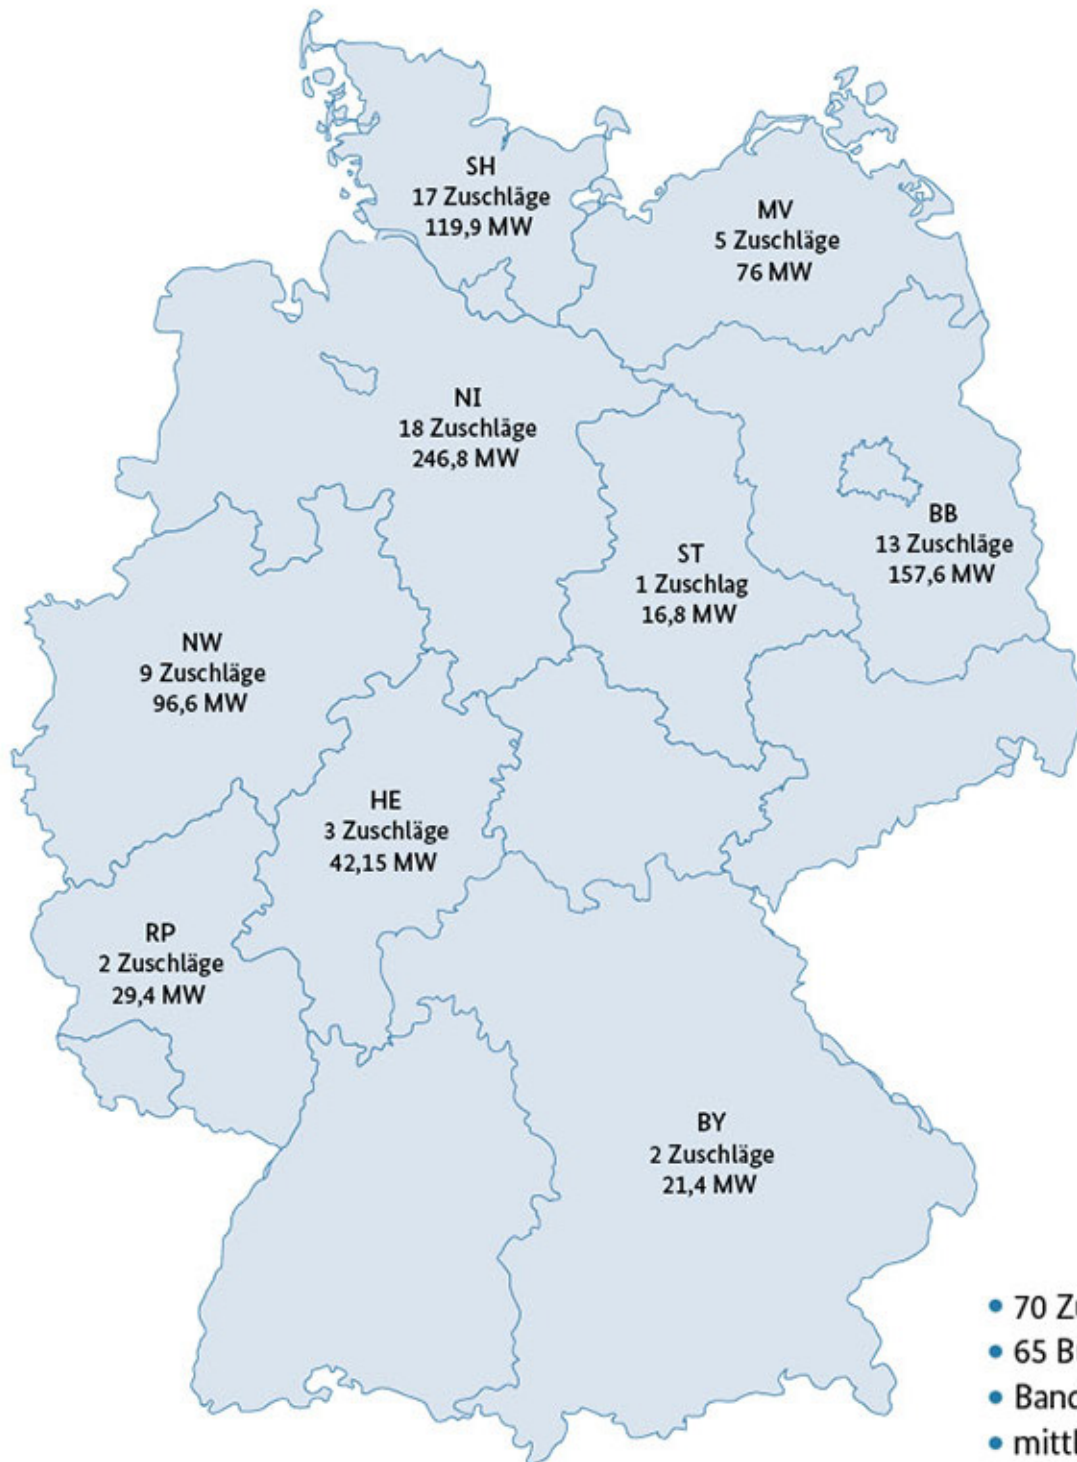 SH
17 Zuschläge
119,9 MW
MV
5 Zuschläge
76 MW
NI
18 Zuschläge
246,8 MW
BB
13 Zuschläge
157,6 MW
ST
1 Zuschlag
16,8 MW
NW
9 Zuschläge
96,6 MW
HE
3 Zuschläge
42,15 MW
RP
2 Zuschläge
29,4 MW
BY
2 Zuschläge
21,4 MW
• 70
• 65